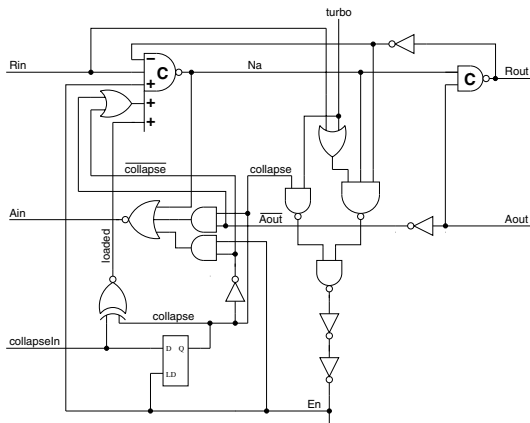 turbo
−
Rin
C
Na
C
Rout
+
+
+
collapse
collapse
Ain
Aout
Aout
loaded
collapse
collapseIn
D Q
LD
En